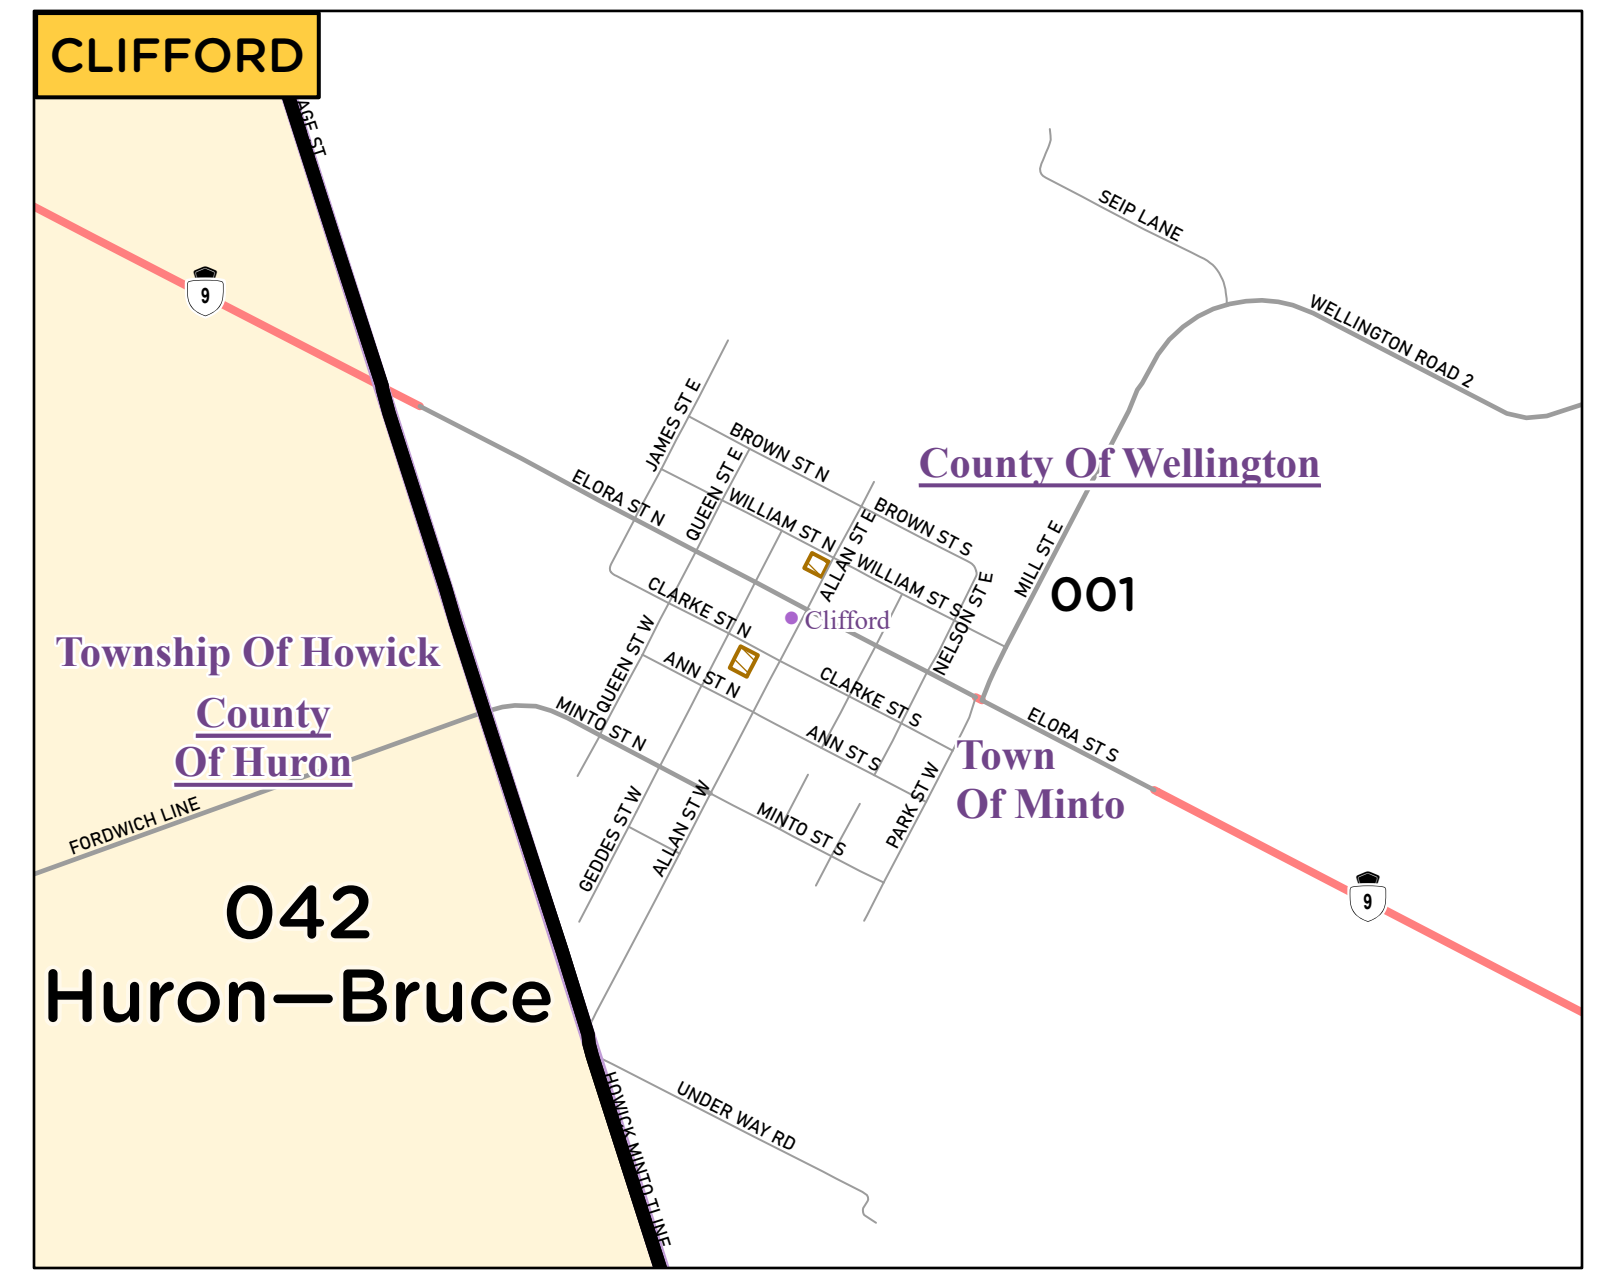 CLIFFORD
AGE ST
SEIP LANE
9
WELLINGTON ROAD 2
JAMES ST E
BROWN ST N
County Of Wellington
QUEEN ST E
ELORA ST N
WILLIAM ST N
BROWN ST S
ALLAN ST E
MILL ST E
001
WILLIAM ST S
NELSON ST E
CLARKE ST N
Clifford
Township Of Howick
QUEEN ST W
ANN ST N
CLARKE ST S
County
Of Huron
MINTO ST N
ANN ST S
ELORA ST S
Town
Of Minto
FORDWICH LINE
GEDDES ST W
ALLAN ST W
MINTO ST S
PARK ST W
9
042
Huron—Bruce
HOWICK MINTO TLINE
UNDER WAY RD